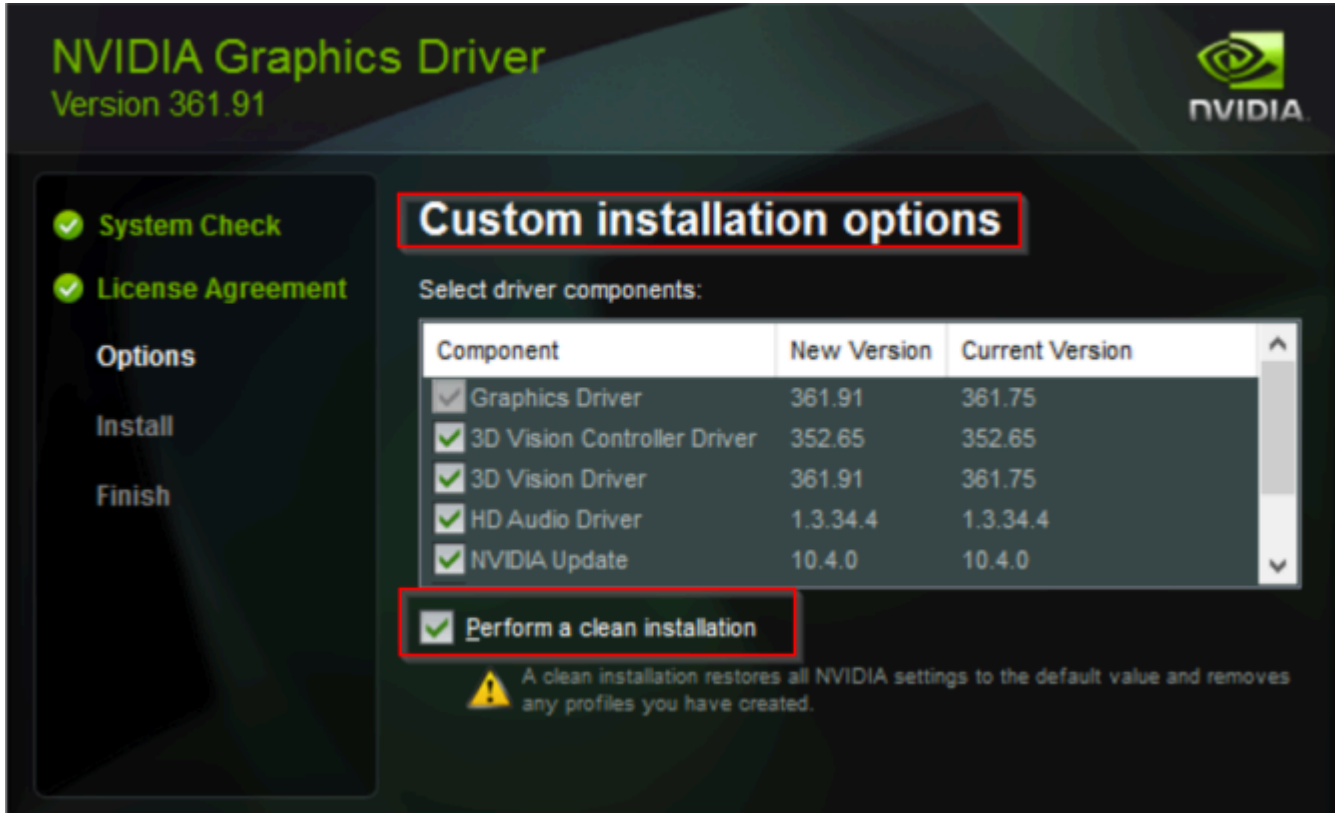 NVIDIA Graphics Driver
Version 361.91
NVIDIA.
System Check
License Agreement
Options
Install
Finish
Custom installation options
Select driver components:
Component New Version Current Version
Graphics Driver 361.91 361.75
3D Vision Controller Driver 352.65 352.65
3D Vision Driver 361.91 361.75
HD Audio Driver 1.3.34.4 1.3.34.4
NVIDIA Update 10.4.0 10.4.0
Perform a clean installation
A clean installation restores all NVIDIA settings to the default value and removes
any profiles you have created.